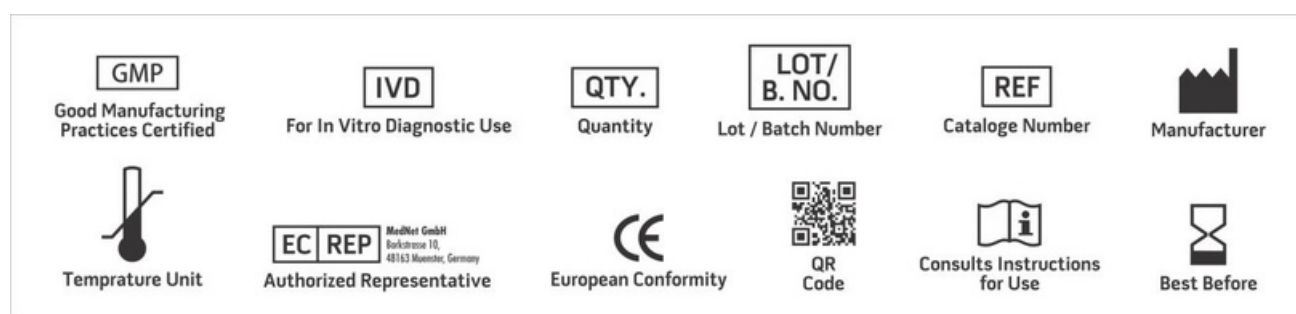 GMP
Good Manufacturing
Practices Certified
IVD
For In Vitro Diagnostic Use
QTY.
Quantity
LOT/
B. NO.
Lot / Batch Number
REF
Cataloge Number
Manufacturer
Temprature Unit
EC REP
MedNet GmbH
Borkstrasse 10,
48163 Muenster, Germany
Authorized Representative
CE
European Conformity
QR
Code
i
Consults Instructions
for Use
Best Before